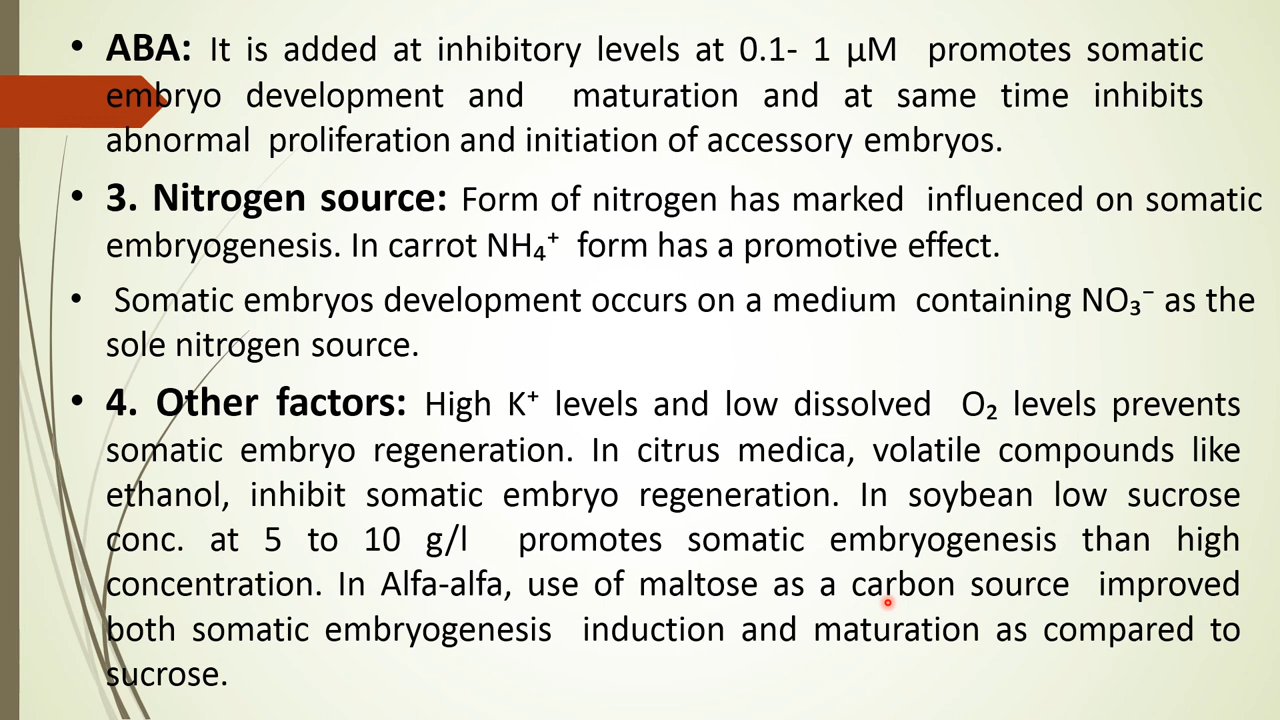 • ABA: It is added at inhibitory levels at 0.1- 1 µM promotes somatic
embryo development and maturation and at same time inhibits
abnormal proliferation and initiation of accessory embryos.
• 3. Nitrogen source: Form of nitrogen has marked influenced on somatic
embryogenesis. In carrot NH₄⁺ form has a promotive effect.
• Somatic embryos development occurs on a medium containing NO₃⁻ as the
sole nitrogen source.
• 4. Other factors: High K⁺ levels and low dissolved O₂ levels prevents
somatic embryo regeneration. In citrus medica, volatile compounds like
ethanol, inhibit somatic embryo regeneration. In soybean low sucrose
conc. at 5 to 10 g/l promotes somatic embryogenesis than high
concentration. In Alfa-alfa, use of maltose as a carbon source improved
both somatic embryogenesis induction and maturation as compared to
sucrose.